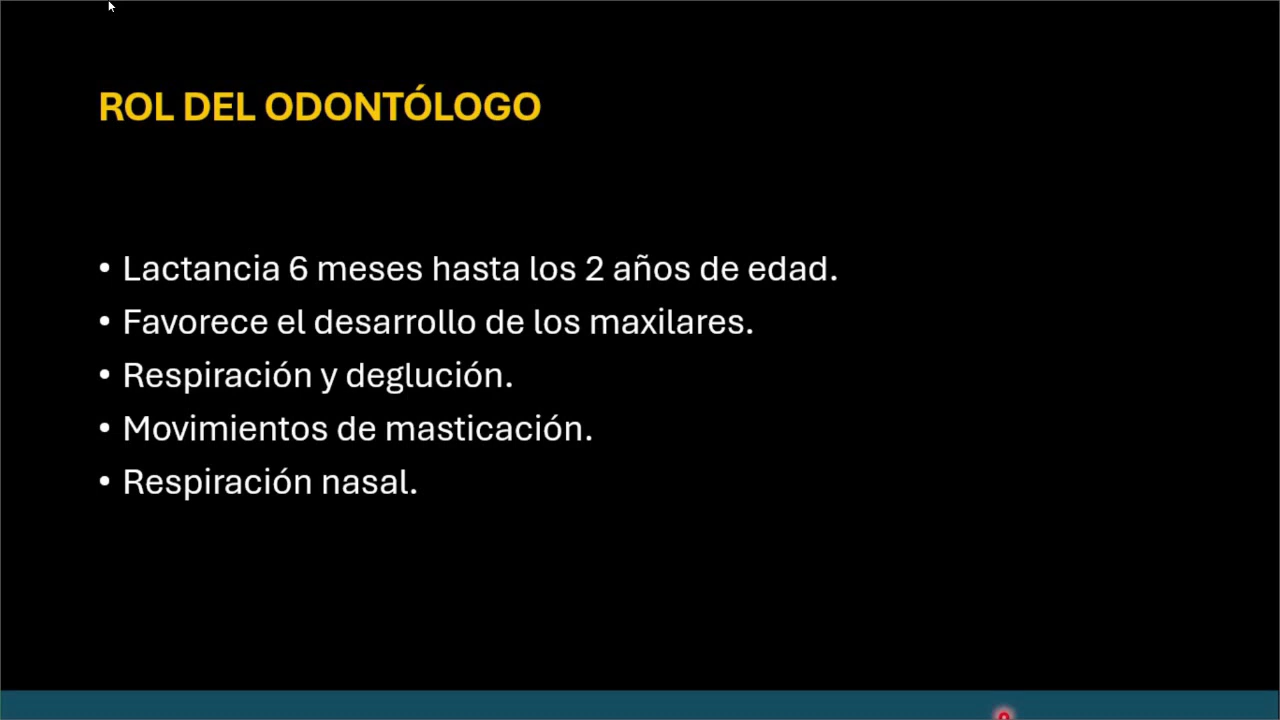 ROL DEL ODONTÓLOGO
• Lactancia 6 meses hasta los 2 años de edad.
• Favorece el desarrollo de los maxilares.
• Respiración y deglución.
• Movimientos de masticación.
• Respiración nasal.